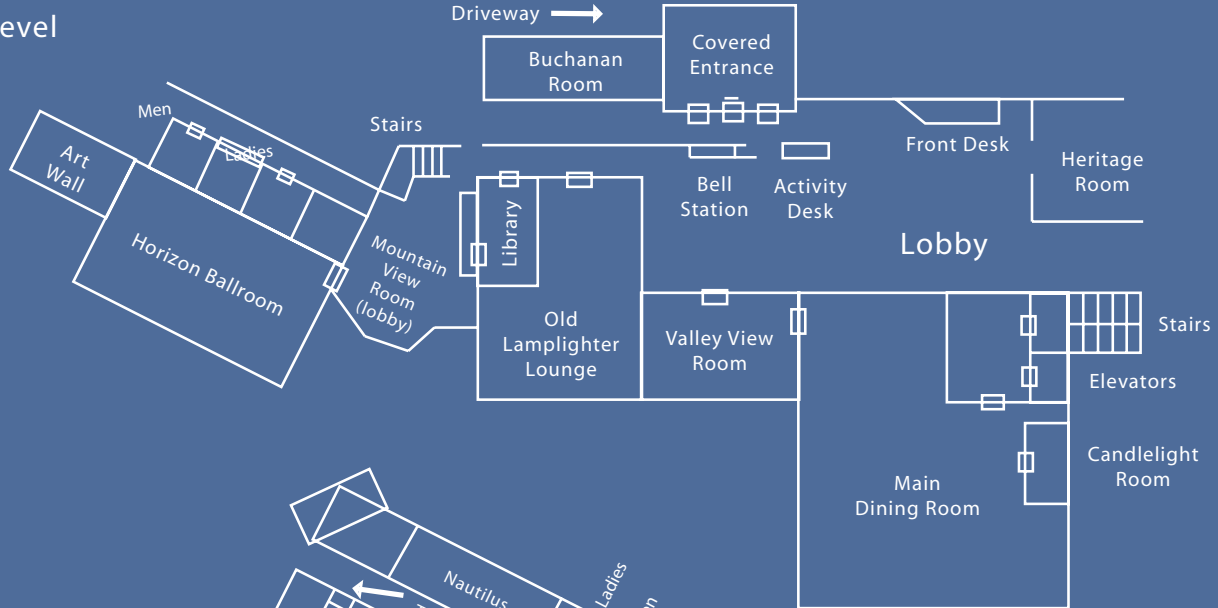 evel
Driveway
Buchanan
Room
Covered
Entrance
Men
Ladies
Stairs
Art
Wall
Front Desk
Heritage
Room
Bell
Station
Activity
Desk
Library
Lobby
Horizon Ballroom
Mountain
View
Room
(lobby)
Old
Lamplighter
Lounge
Valley View
Room
Stairs
Elevators
Candlelight
Room
Main
Dining Room
Nautilus
Ladies